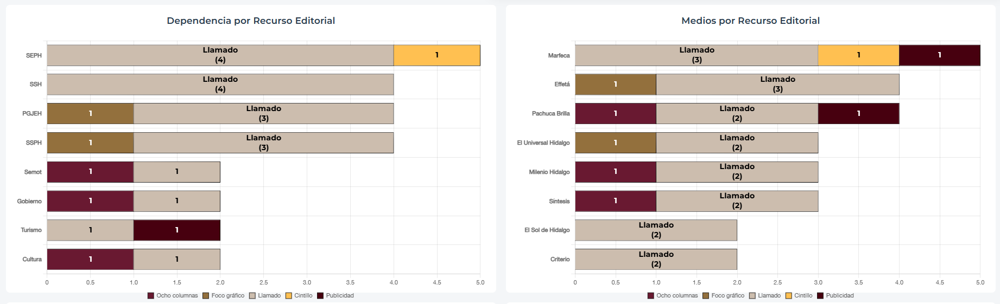 Dependencia por Recurso Editorial
SEPH
Llamado
(4)
1
SSH
Llamado
(4)
PGJEH
1
Llamado
(3)
SSPH
1
Llamado
(3)
Semot
1
1
Gobierno
1
1
Turismo
1
1
Cultura
1
1
0 0.5 1.0 1.5 2.0 2.5 3.0 3.5 4.0 4.5 5.0
Ocho columnas Foco gráfico Llamado Cintillo Publicidad
Medios por Recurso Editorial
Marfeca
Llamado
(3)
1
1
Effetá
1
Llamado
(3)
Pachuca Brilla
1
Llamado
(2)
1
El Universal Hidalgo
1
Llamado
(2)
Milenio Hidalgo
1
Llamado
(2)
Síntesis
1
Llamado
(2)
El Sol de Hidalgo
Llamado
(2)
Criterio
Llamado
(2)
0 0.5 1.0 1.5 2.0 2.5 3.0 3.5 4.0 4.5 5.0
Ocho columnas Foco gráfico Llamado Cintillo Publicidad